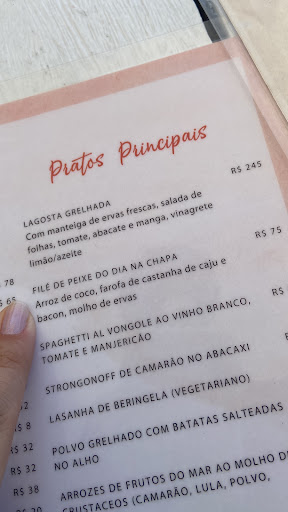 Pratos Principais
LAGOSTA GRELHADA
R$ 245
Com manteiga de ervas frescas, salada de
folhas, tomate, abacate e manga, vinagrete
limão/azeite
FILÉ DE PEIXE DO DIA NA CHAPA
R$ 75
Arroz de coco, farofa de castanha de caju e
bacon, molho de ervas
SPAGHETTI AL VONGOLE AO VINHO BRANCO,
R$
TOMATE E MANJERICÃO
STRONGONOFF DE CAMARÃO NO ABACAXI
R$
LASANHA DE BERINGELA (VEGETARIANO)
POLVO GRELHADO COM BATATAS SALTEADAS
NO ALHO
ARROZES DE FRUTOS DO MAR AO MOLHO DE
CRUSTÁCEOS (CAMARÃO, LULA, POLVO,
78
R$ 32
R$ 32
R$ 38